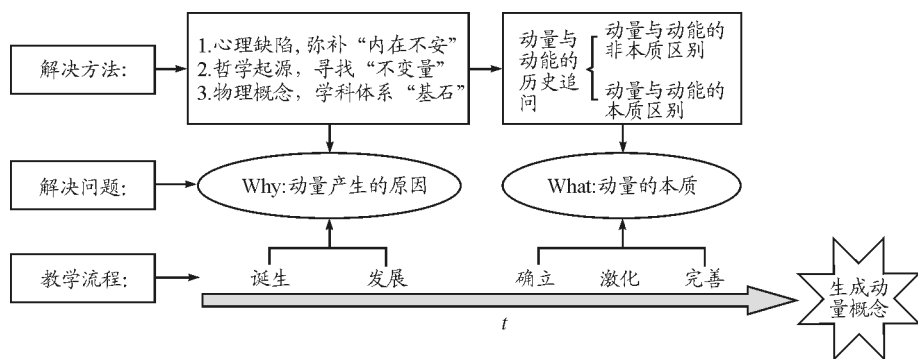 解决方法:
1.心理缺陷,弥补“内在不安”
2.哲学起源，寻找“不变量”
3.物理概念，学科体系“基石”
动量与
动能的
历史追
问
动量与动能的
非本质区别
动量与动能的
本质区别
解决问题:
Why:动量产生的原因
What:动量的本质
教学流程:
诞生
发展
确立
激化
完善
t
生成动
量概念